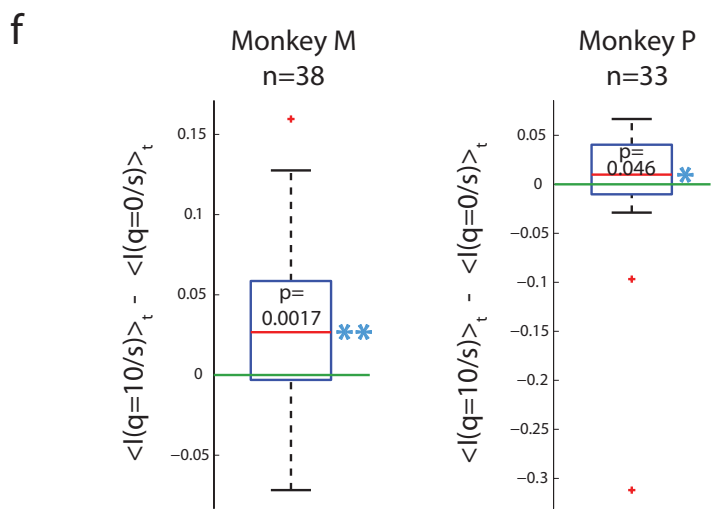 f
Monkey M
n=38
<I(q=10/s)>t - <I(q=0/s)>t
0.15
0.1
0.05
0
−0.05
p=
0.0017
**
Monkey P
n=33
<I(q=10/s)>t - <I(q=0/s)>t
0.05
0
−0.05
−0.1
−0.15
−0.2
−0.25
−0.3
p=
0.046
*